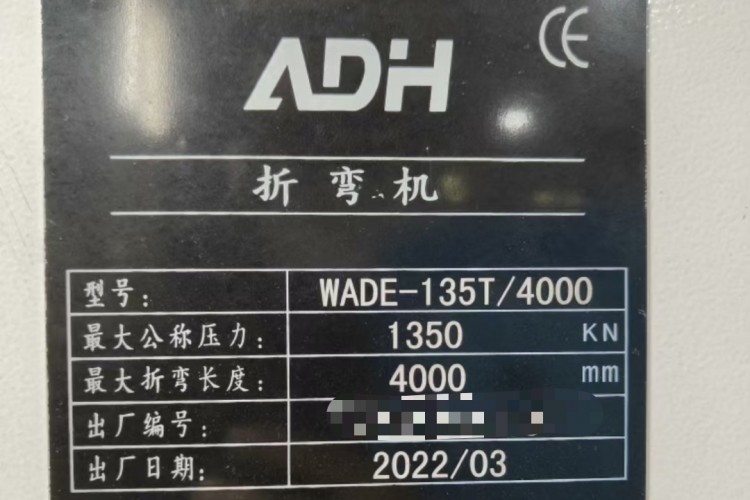 CE
ADH
折弯机
型号: WADE-135T/4000
最大公称压力: 1350 KN
最大折弯长度: 4000 mm
出厂编号:
出厂日期: 2022/03